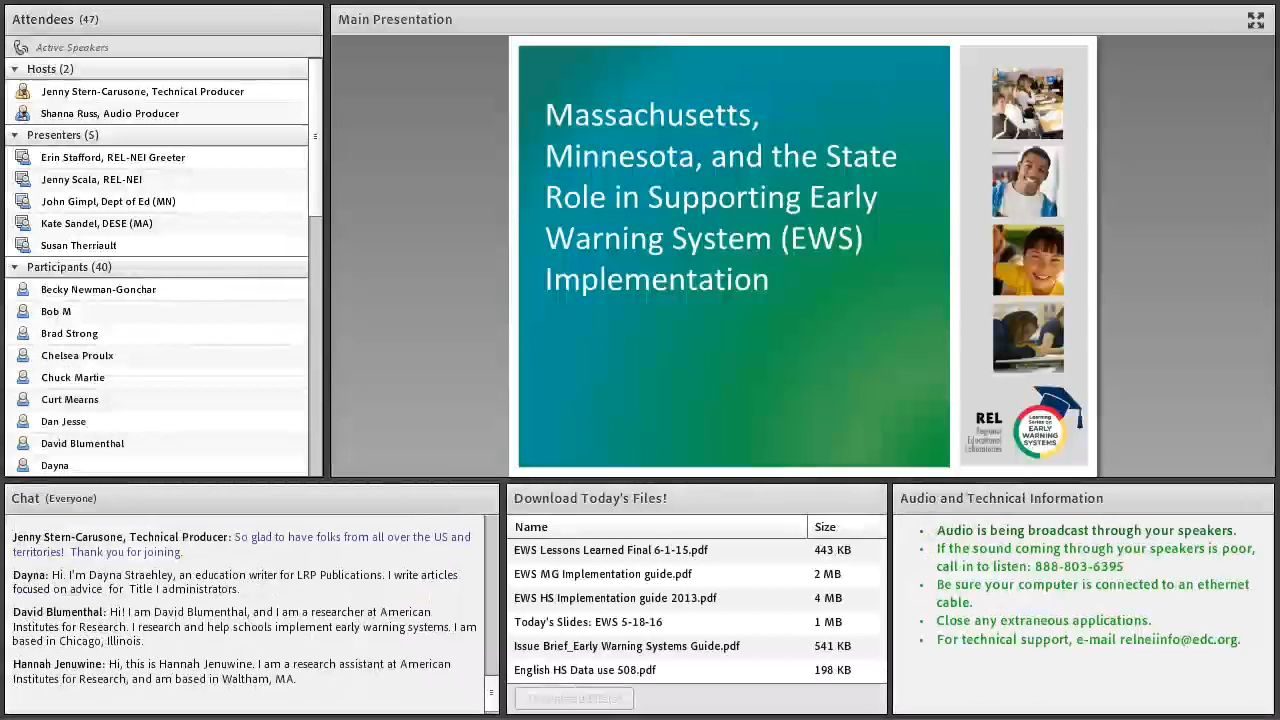 Attendees (47)
Active Speakers
Hosts (2)
Jenny Stern-Carusone, Technical Producer
Shanna Russ, Audio Producer
Presenters (5)
Erin Stafford, REL-NEI Greeter
Jenny Scala, REL-NEI
John Gimpl, Dept of Ed (MN)
Kate Sandel, DESE (MA)
Susan Therriault
Participants (40)
Becky Newman-Gonchar
Bob M
Brad Strong
Chelsea Proulx
Chuck Martie
Curt Mearns
Dan Jesse
David Blumenthal
Dayna
Main Presentation
Massachusetts,
Minnesota, and the State
Role in Supporting Early
Warning System (EWS)
Implementation
REL
Regional
Educational
Laboratories
Learning
Series on
EARLY
WARNING
SYSTEMS
Chat (Everyone)
Jenny Stern-Carusone, Technical Producer: So glad to have folks from all over the US and
territories! Thank you for joining.
Dayna: Hi. I'm Dayna Straehley, an education writer for LRP Publications. I write articles
focused on advice for Title I administrators.
David Blumenthal: Hi! I am David Blumenthal, and I am a researcher at American
Institutes for Research. I research and help schools implement early warning systems. I am
based in Chicago, Illinois.
Hannah Jenuwine: Hi, this is Hannah Jenuwine. I am a research assistant at American
Institutes for Research, and am based in Waltham, MA.
Download Today's Files!
Name Size
EWS Lessons Learned Final 6-1-15.pdf 443 KB
EWS MG Implementation guide.pdf 2 MB
EWS HS Implementation guide 2013.pdf 4 MB
Today's Slides: EWS 5-18-16 1 MB
Issue Brief_Early Warning Systems Guide.pdf 541 KB
English HS Data use 508.pdf 198 KB
Download File(s)
Audio and Technical Information
• Audio is being broadcast through your speakers.
• If the sound coming through your speakers is poor,
call in to listen: 888-803-6395
• Be sure your computer is connected to an ethernet
cable.
• Close any extraneous applications.
• For technical support, e-mail relneiinfo@edc.org.